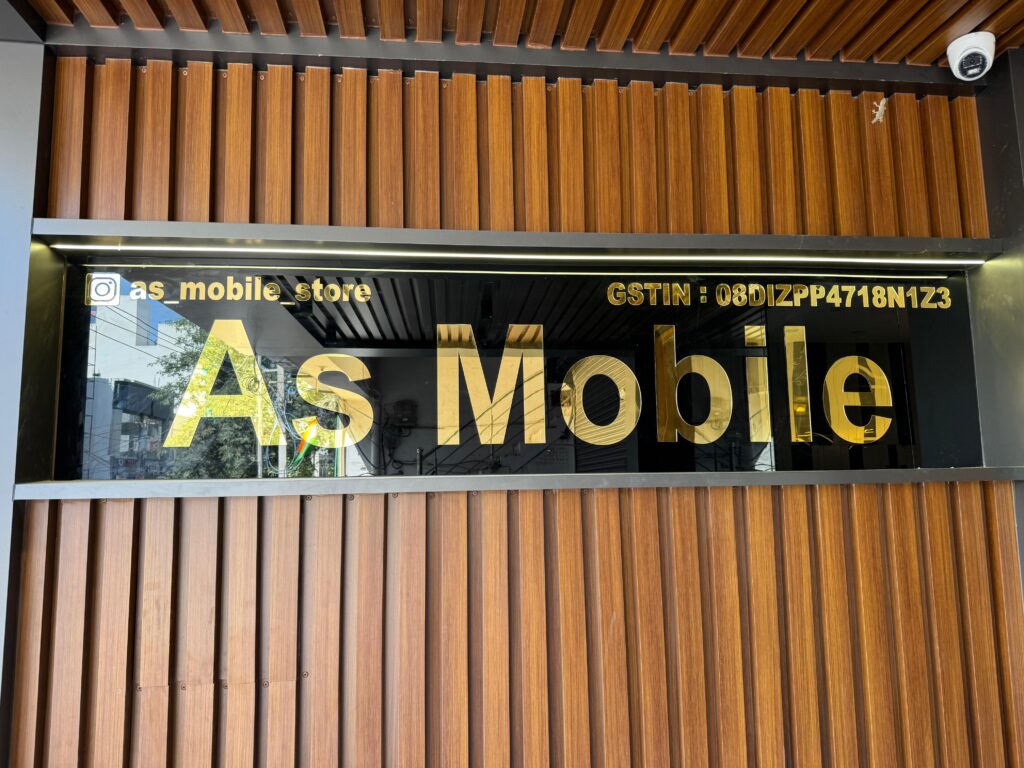 as_mobile_store
GSTIN : 08DIZPP4718N1Z3
As Mobile